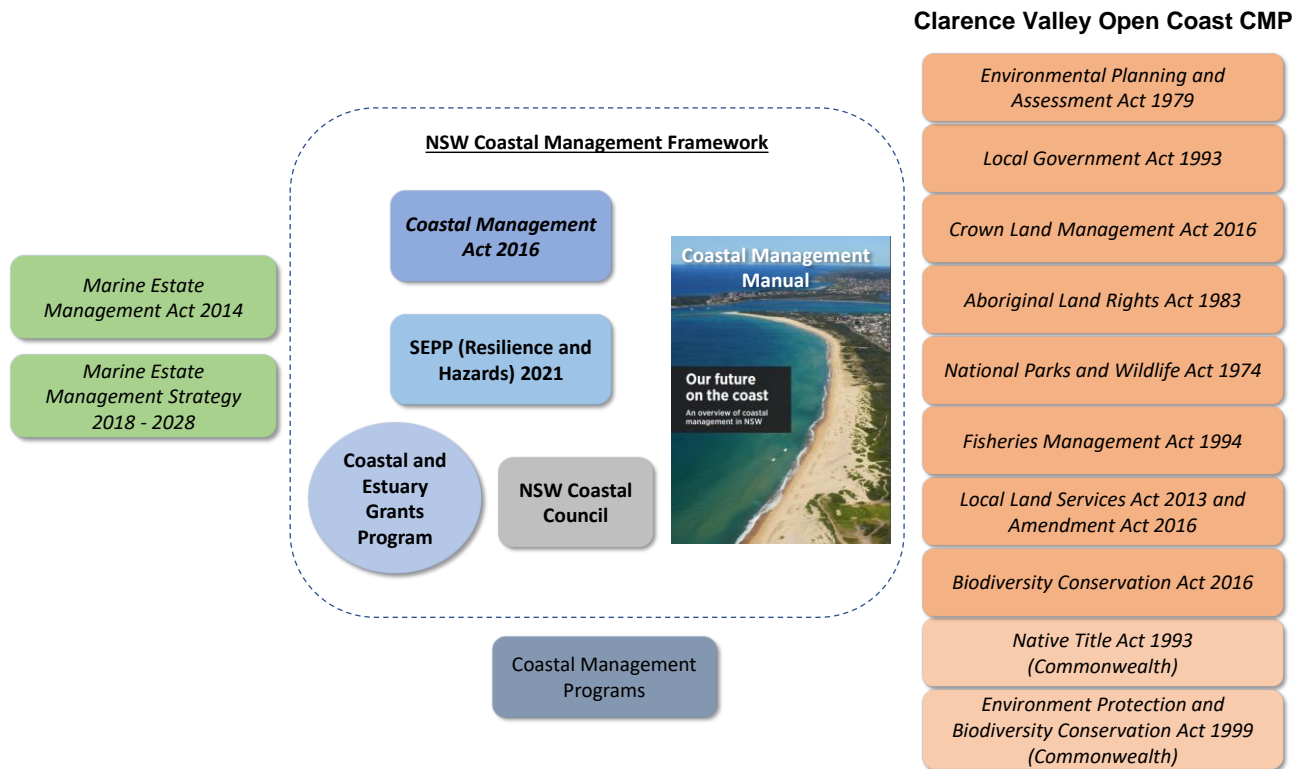 Clarence Valley Open Coast CMP
NSW Coastal Management Framework
Coastal Management
Act 2016
SEPP (Resilience and
Hazards) 2021
Coastal and
Estuary
Grants
Program
NSW Coastal
Council
Coastal Management
Manual
Our future
on the coast
An overview of coastal
management in NSW
Marine Estate
Management Act 2014
Marine Estate
Management Strategy
2018 - 2028
Coastal Management
Programs
Environmental Planning and
Assessment Act 1979
Local Government Act 1993
Crown Land Management Act 2016
Aboriginal Land Rights Act 1983
National Parks and Wildlife Act 1974
Fisheries Management Act 1994
Local Land Services Act 2013 and
Amendment Act 2016
Biodiversity Conservation Act 2016
Native Title Act 1993
(Commonwealth)
Environment Protection and
Biodiversity Conservation Act 1999
(Commonwealth)